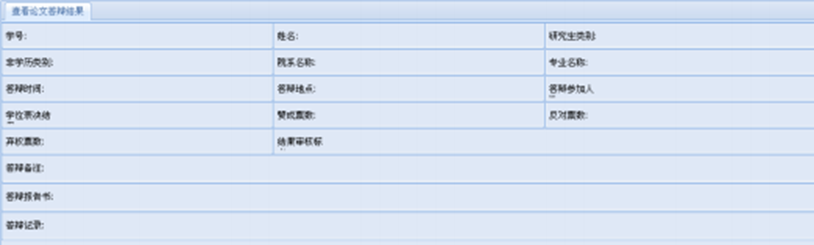 查看论文答辩结果
学号: 姓名: 研究生类别:
非学历类别: 院系名称: 专业名称:
答辩时间: 答辩地点: 答辩参加人
学位表决结 赞成票数: 反对票数:
弃权票数: 结果审核标
答辩备注:
答辩报告书:
答辩记录: